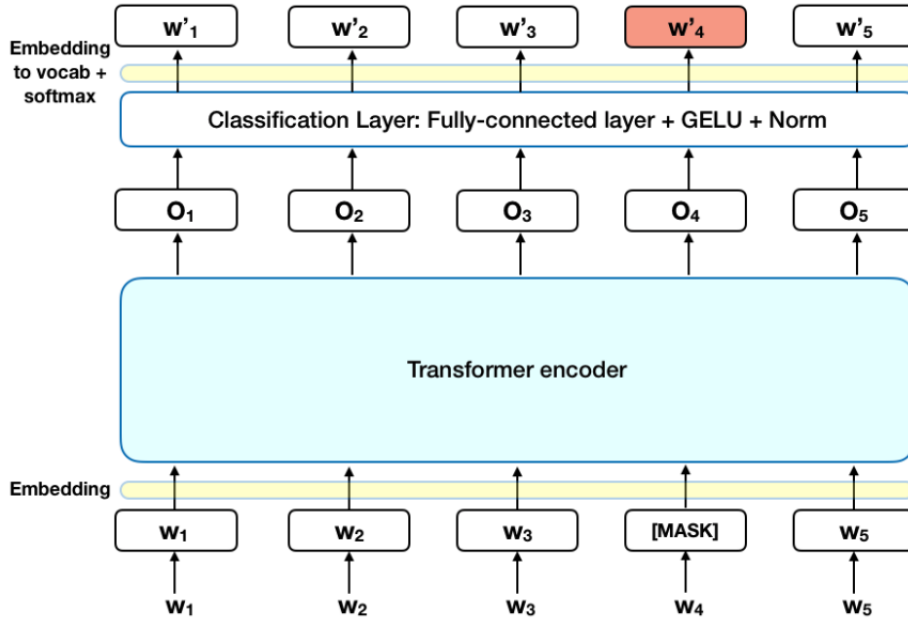 w'₁ w'₂ w'₃ w'₄ w'₅
Embedding
to vocab +
softmax
Classification Layer: Fully-connected layer + GELU + Norm
O₁ O₂ O₃ O₄ O₅
Transformer encoder
Embedding
w₁ w₂ w₃ [MASK] w₅
w₁ w₂ w₃ w₄ w₅